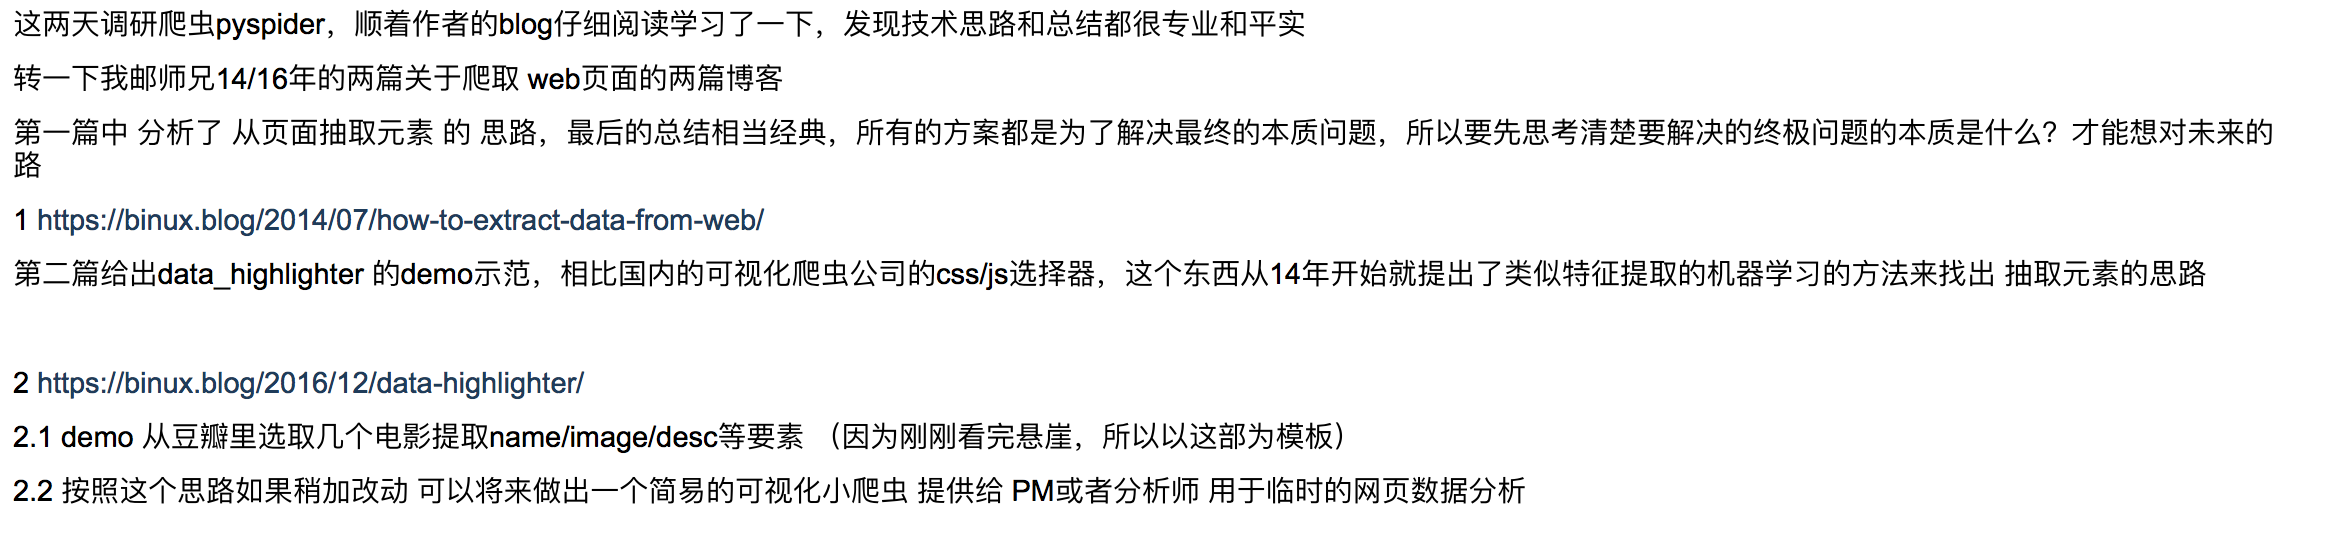 这两天调研爬虫pyspider，顺着作者的blog仔细阅读学习了一下，发现技术思路和总结都很专业和平实
转一下我邮师兄14/16年的两篇关于爬取 web页面的两篇博客
第一篇中 分析了 从页面抽取元素 的 思路，最后的总结相当经典，所有的方案都是为了解决最终的本质问题，所以要先思考清楚要解决的终极问题的本质是什么？才能想对未来的
路
1 https://binux.blog/2014/07/how-to-extract-data-from-web/
第二篇给出data_highlighter 的demo示范，相比国内的可视化爬虫公司的css/js选择器，这个东西从14年开始就提出了类似特征提取的机器学习的方法来找出 抽取元素的思路
2 https://binux.blog/2016/12/data-highlighter/
2.1 demo 从豆瓣里选取几个电影提取name/image/desc等要素 （因为刚刚看完悬崖，所以以这部为模板）
2.2 按照这个思路如果稍加改动 可以将来做出一个简易的可视化小爬虫 提供给 PM或者分析师 用于临时的网页数据分析